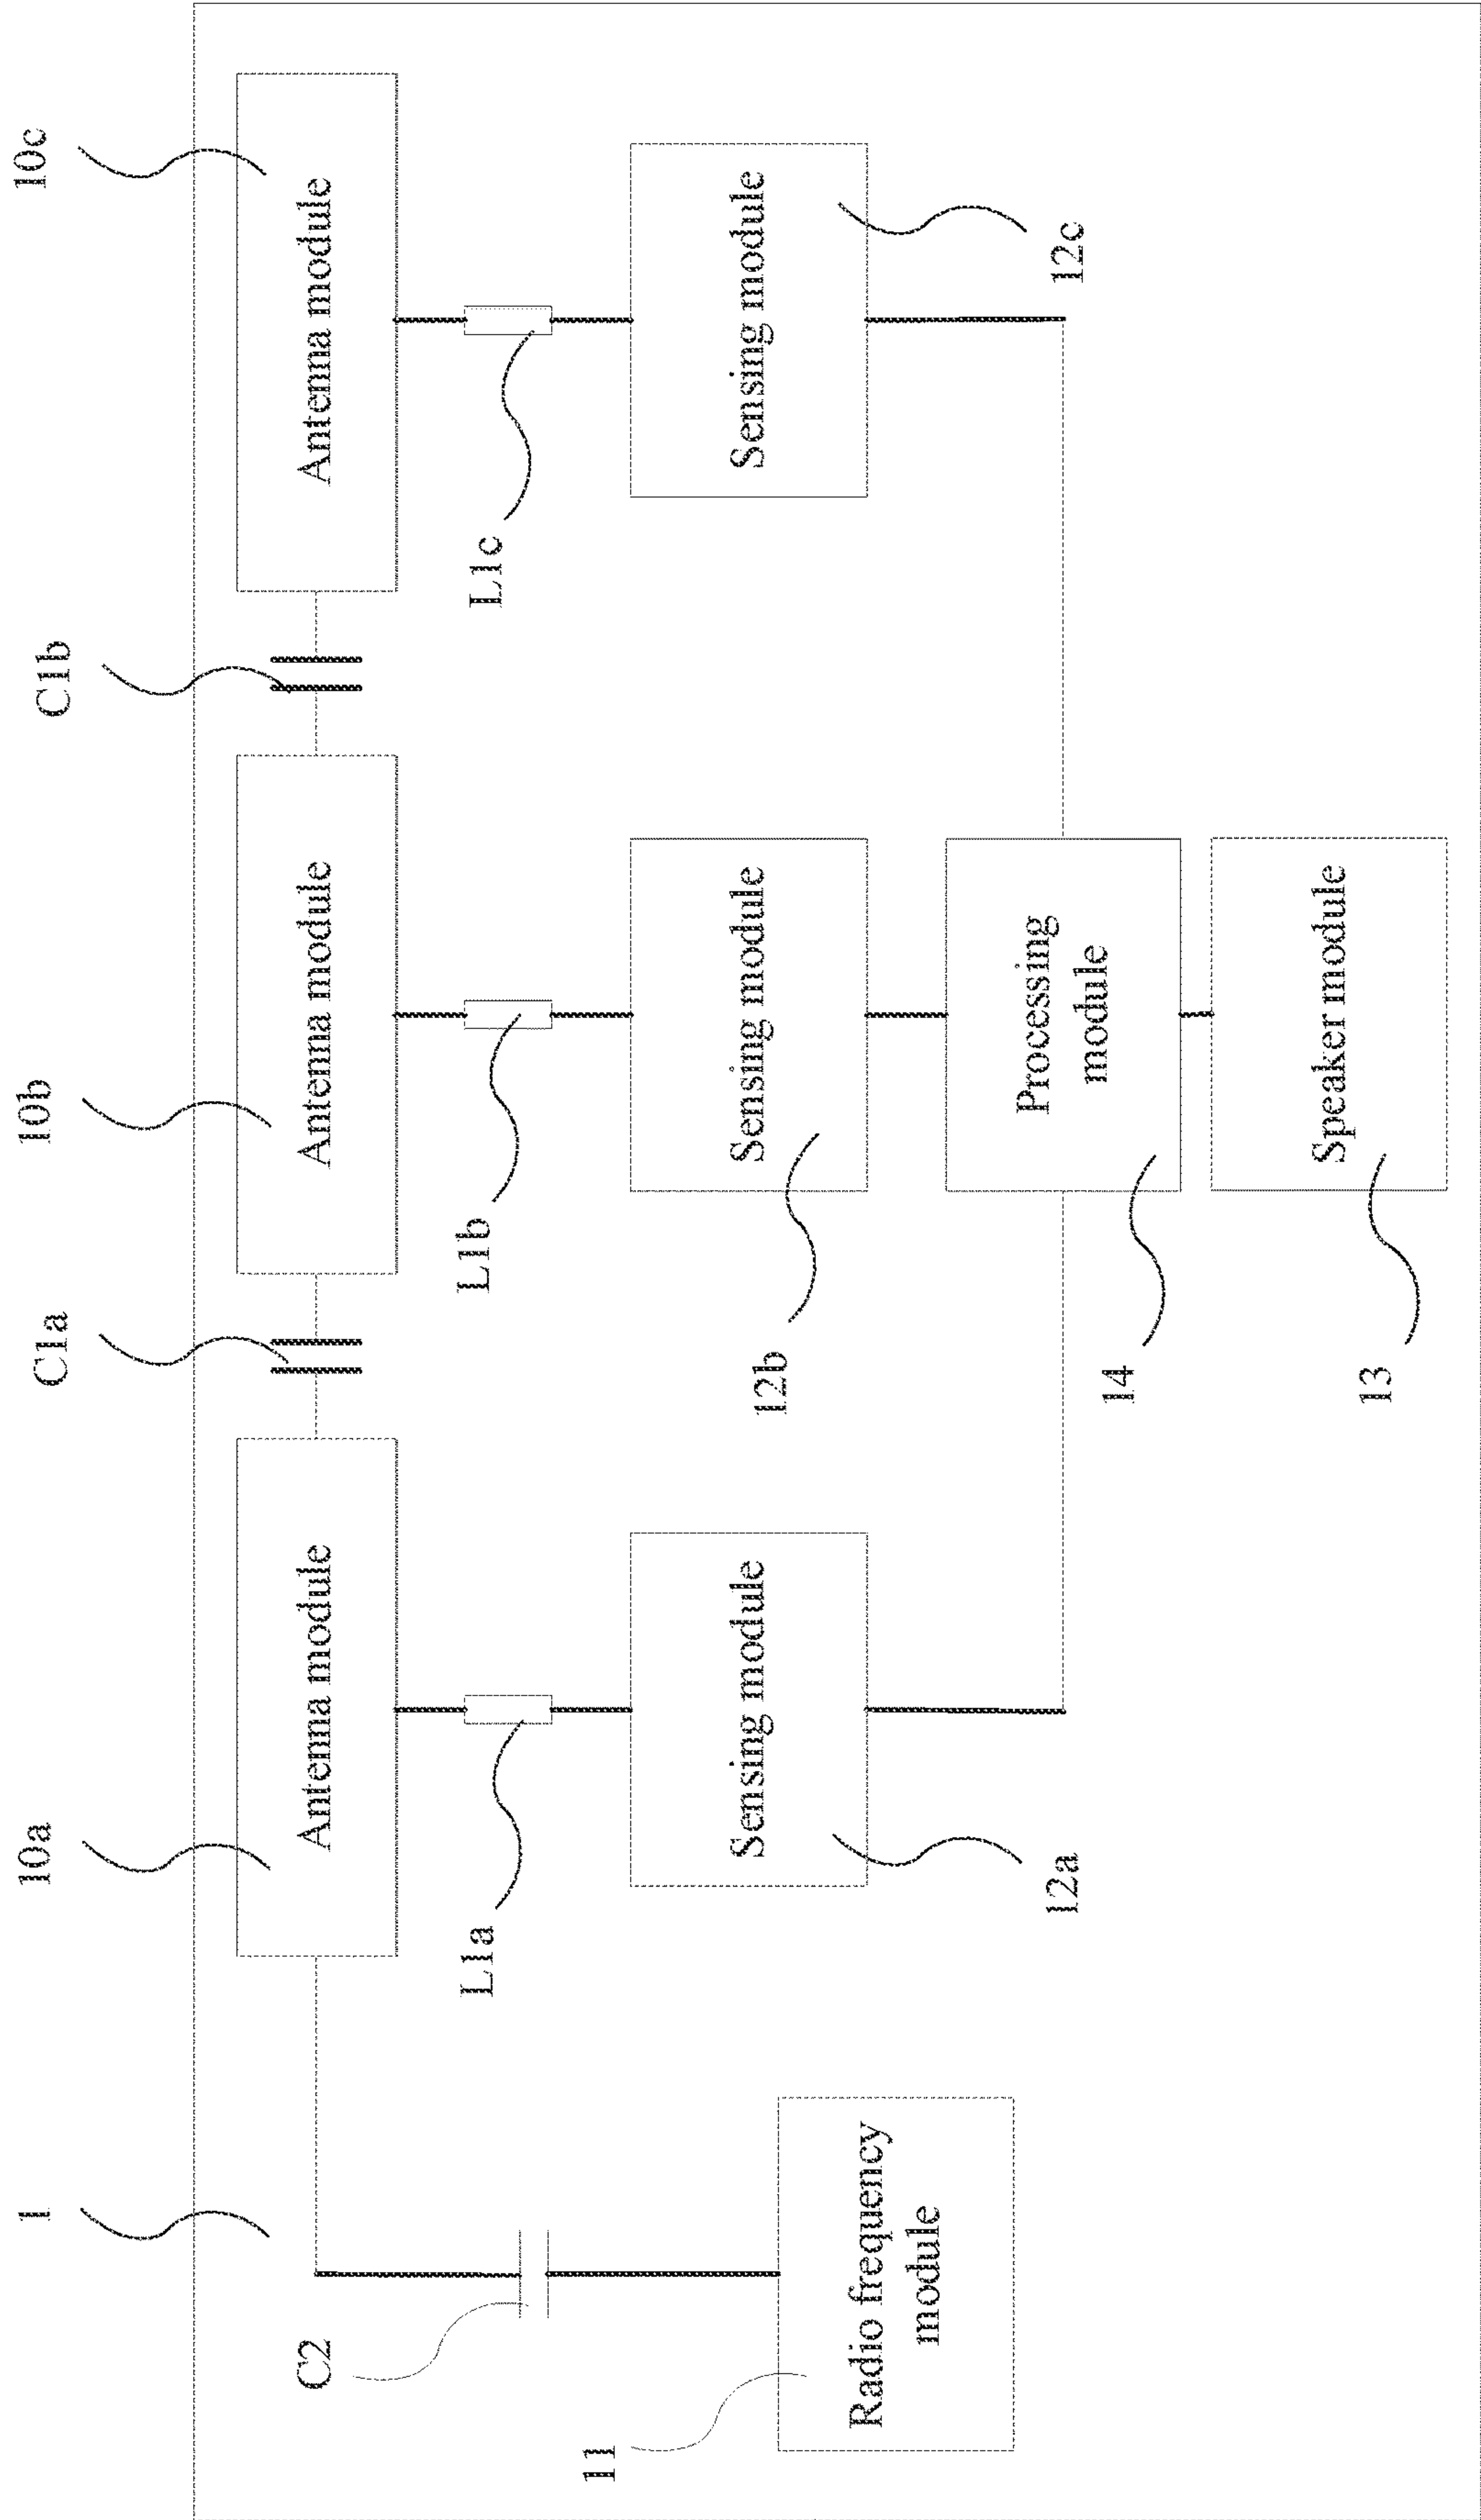 1
10a
C1a
10b
C1b
10c
Antenna module
Antenna module
Antenna module
C2
L1a
L1b
L1c
11
Radio frequency
module
Sensing module
12a
Sensing module
12b
Sensing module
12c
Processing
module
14
Speaker module
13